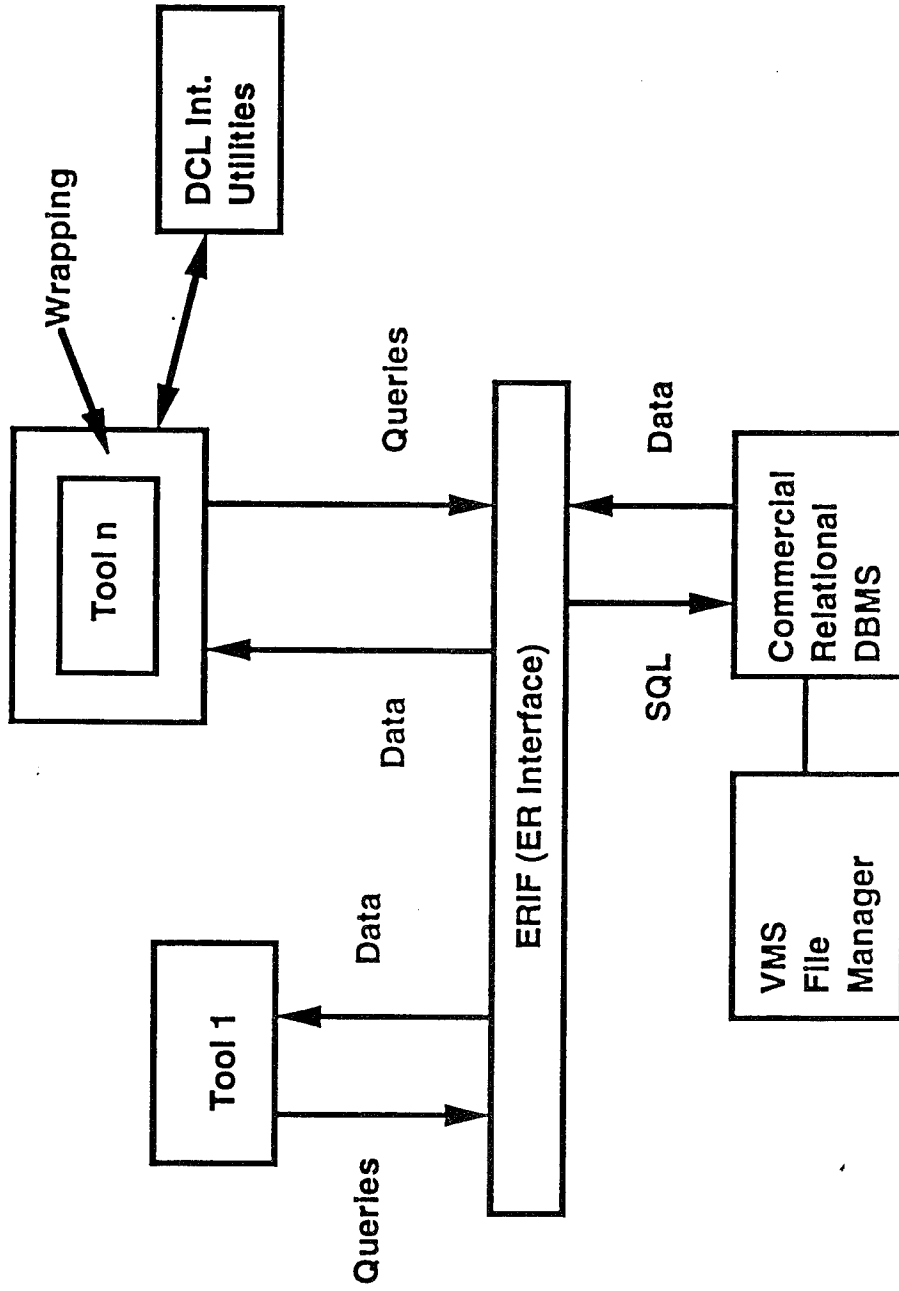 Wrapping
DCL Int.
Utilities
Tool n
Tool 1
Queries
Data
Data
Queries
ERIF (ER Interface)
SQL
Data
VMS
File
Manager
Commercial
Relational
DBMS